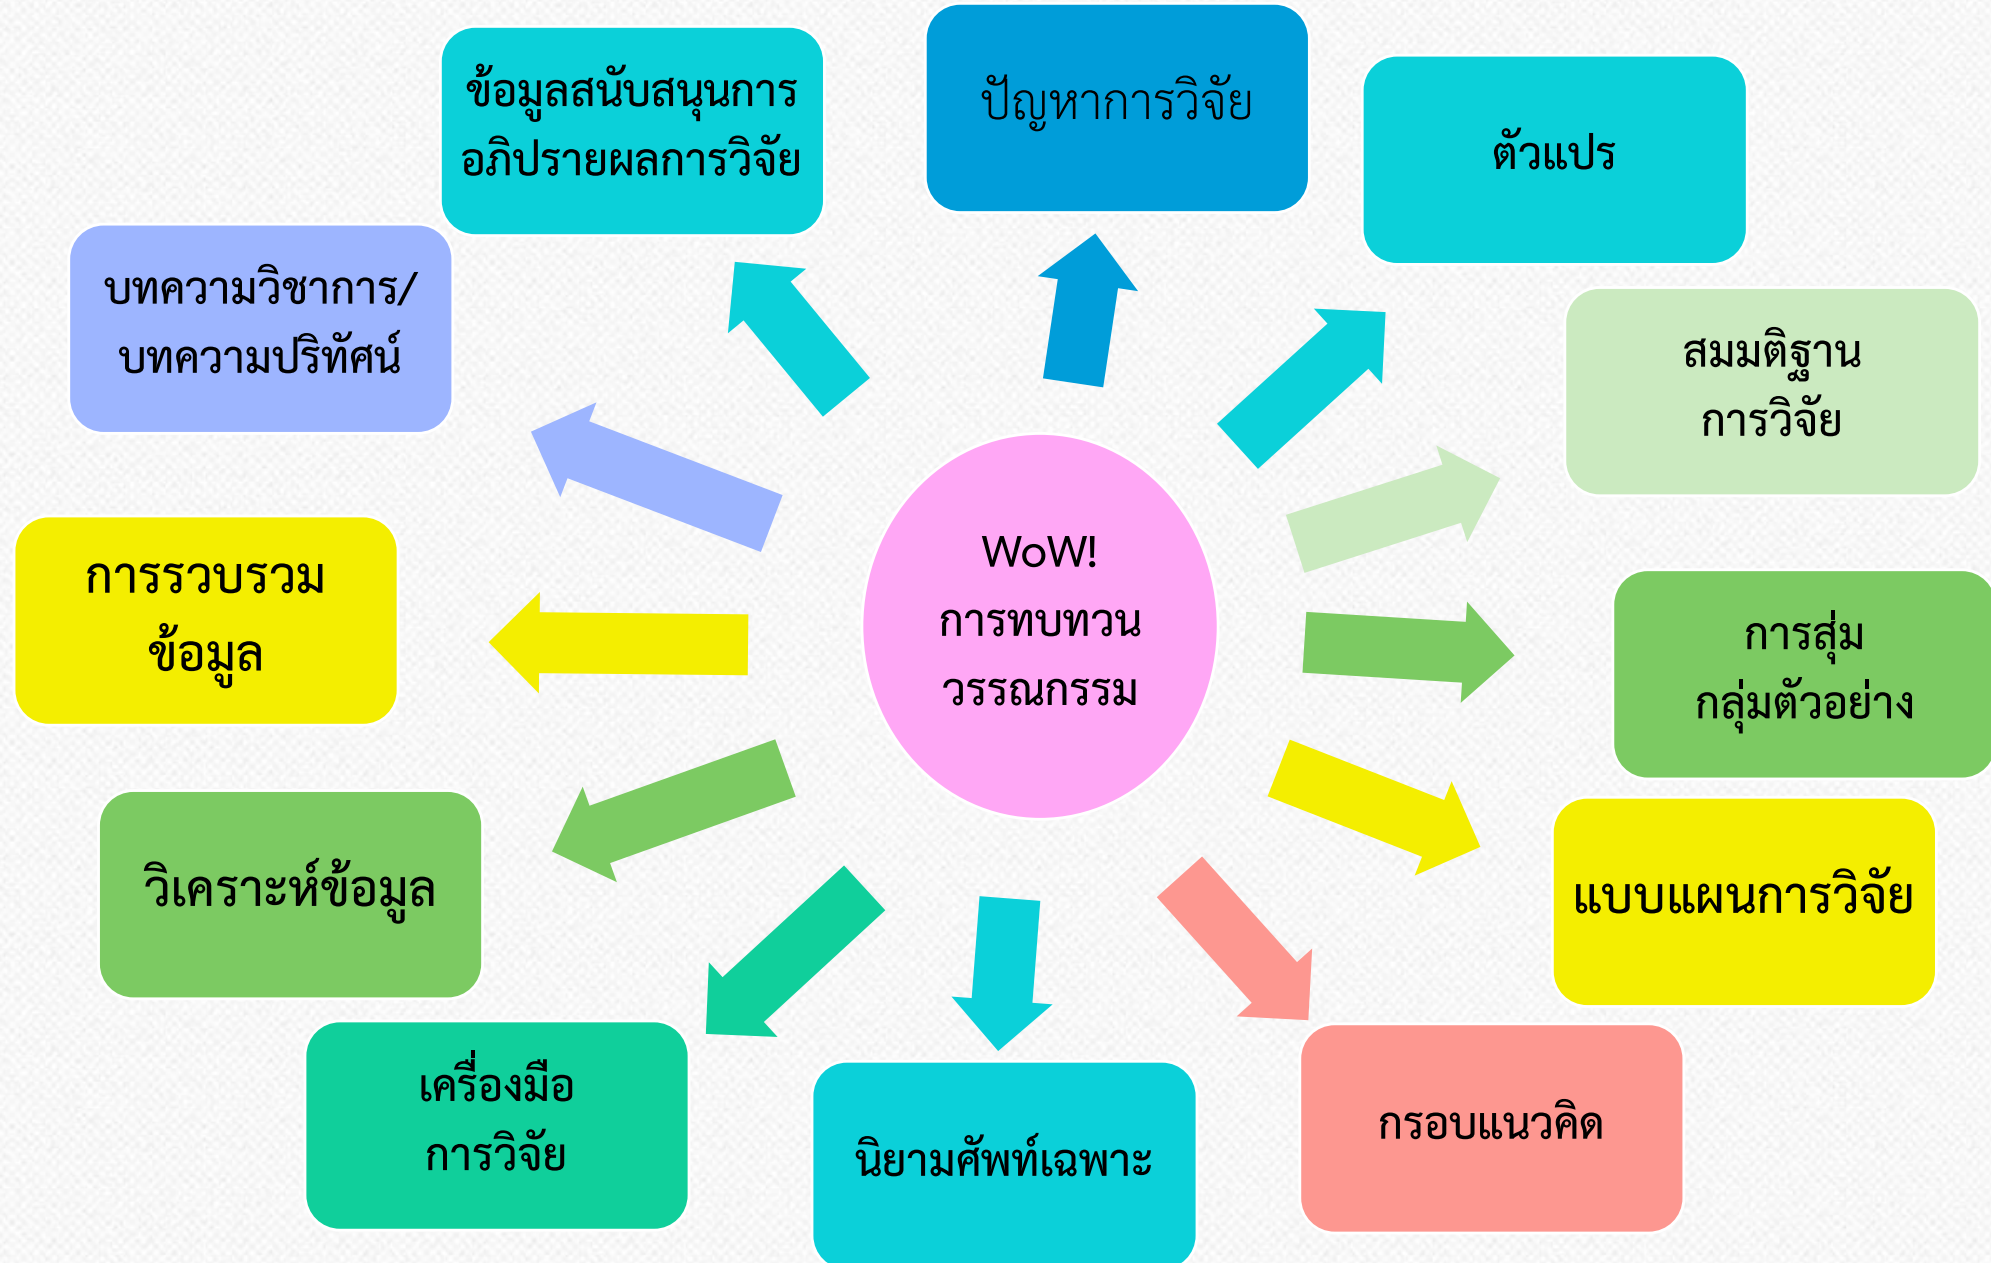 ปัญหาการวิจัย
ตัวแปร
สมมติฐาน
การวิจัย
การสุ่ม
กลุ่มตัวอย่าง
แบบแผนการวิจัย
กรอบแนวคิด
นิยามศัพท์เฉพาะ
เครื่องมือ
การวิจัย
วิเคราะห์ข้อมูล
การรวบรวม
ข้อมูล
บทความวิชาการ/
บทความปริทัศน์
ข้อมูลสนับสนุนการ
อภิปรายผลการวิจัย
WoW!
การทบทวน
วรรณกรรม